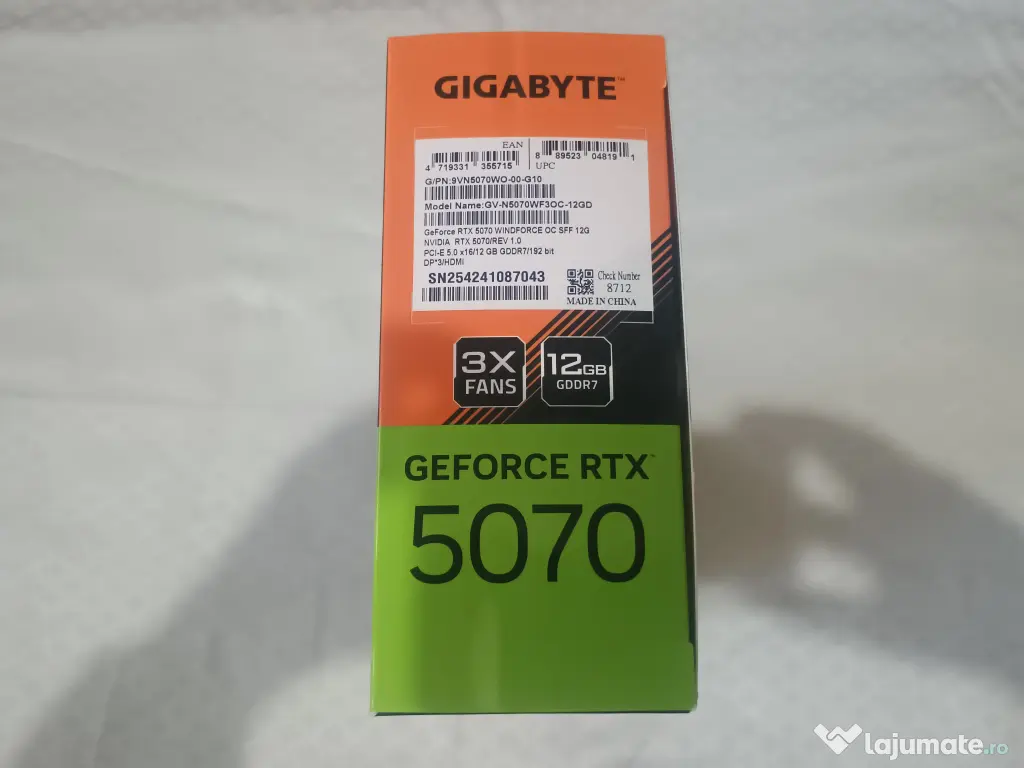 GIGABYTE™
EAN
4 719331 355715
8 89523 04819 1
UPC
G/PN:9VN5070WO-00-G10
Model Name:GV-N5070WF3OC-12GD
GeForce RTX 5070 WINDFORCE OC SFF 12G
NVIDIA RTX 5070/REV 1.0
PCI-E 5.0 x16/12 GB GDDR7/192 bit
DP*3/HDMI
SN254241087043
Check Number
8712
MADE IN CHINA
3X
FANS
12GB
GDDR7
GEFORCE RTX™
5070
lajumate.ro